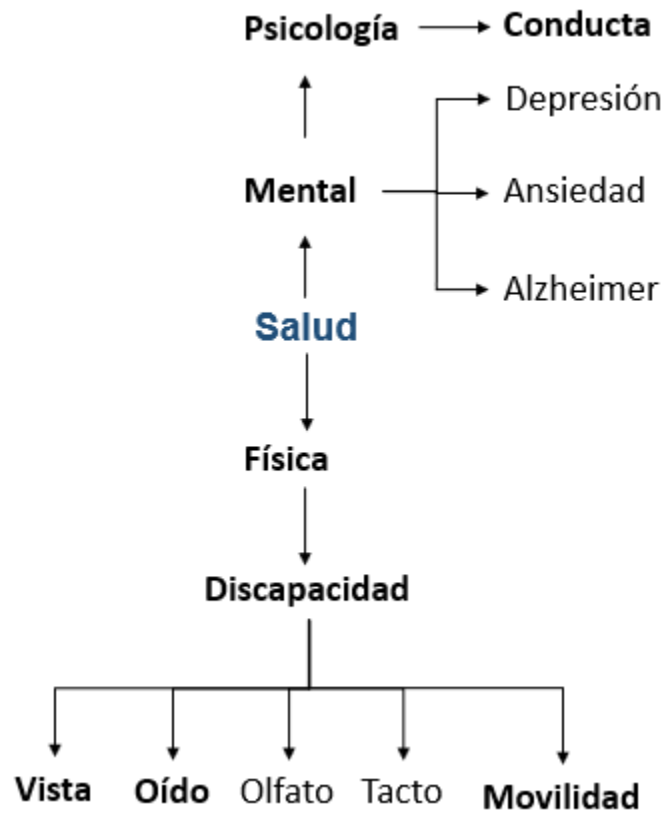 Psicología
Conducta
Depresión
Mental
Ansiedad
Alzheimer
Salud
Física
Discapacidad
Vista
Oído
Olfato
Tacto
Movilidad